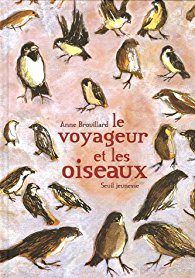 Anne Brouillard
le
voyageur
et les
oiseaux
Seuil jeunesse